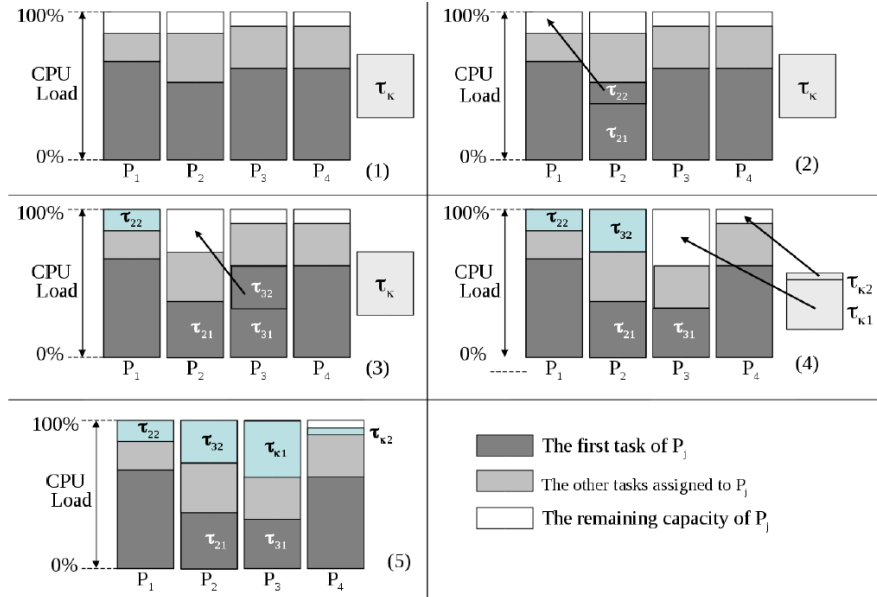 100%
CPU
Load
τκ
0%
P1 P2 P3 P4
(1)
100%
CPU
Load
τ22
τ21
τκ
0%
P1 P2 P3 P4
(2)
100%
τ22
CPU
Load
τ32
τ21
τ31
τκ
0%
P1 P2 P3 P4
(3)
100%
τ22
τ32
CPU
Load
τκ2
τκ1
τ21
τ31
0%
P1 P2 P3 P4
(4)
100%
τ22
τ32
τκ1
τκ2
CPU
Load
τ21
τ31
0%
P1 P2 P3 P4
(5)
The first task of Pj
The other tasks assigned to Pj
The remaining capacity of Pj